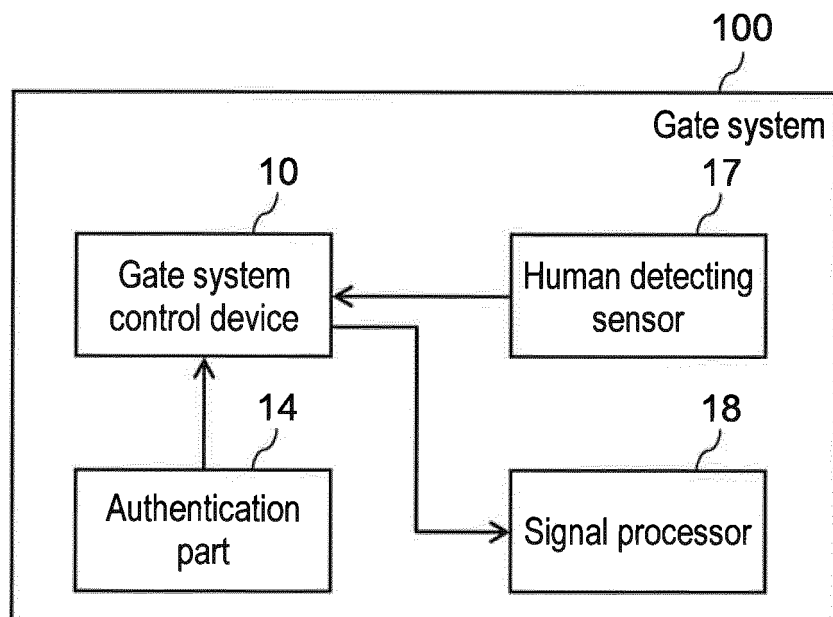 100
Gate system
10
Gate system
control device
17
Human detecting
sensor
14
Authentication
part
18
Signal processor